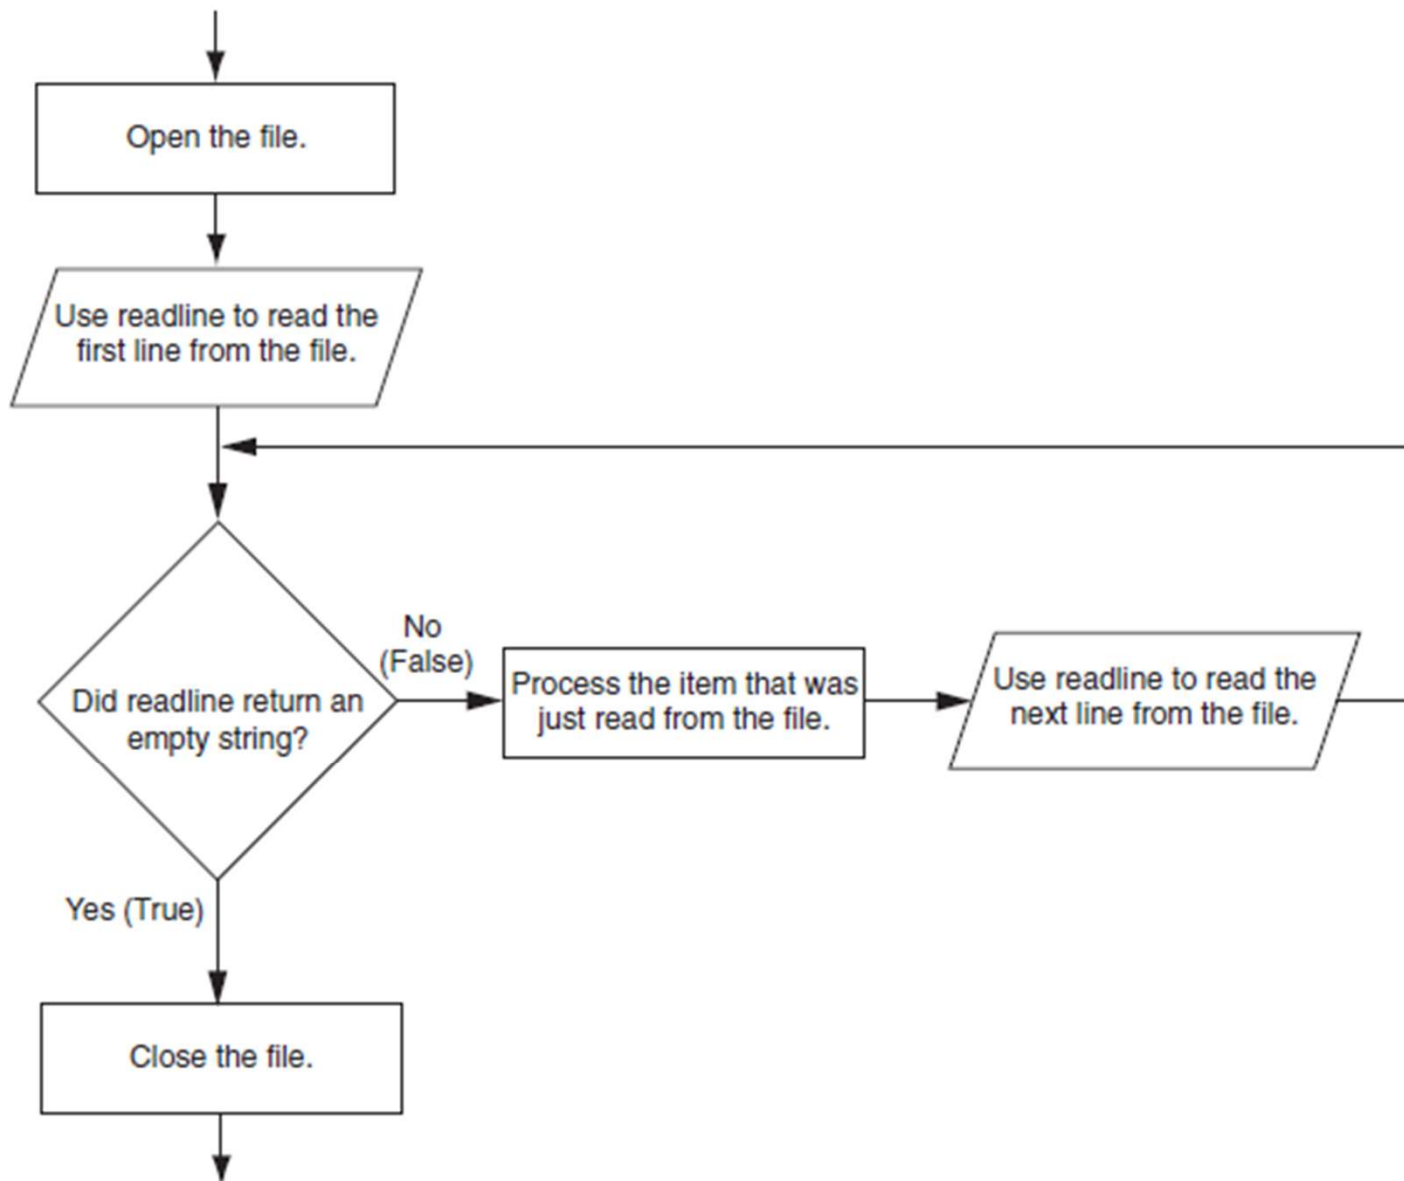 Open the file.
Use readline to read the
first line from the file.
No
(False)
Did readline return an
empty string?
Process the item that was
just read from the file.
Use readline to read the
next line from the file.
Yes (True)
Close the file.